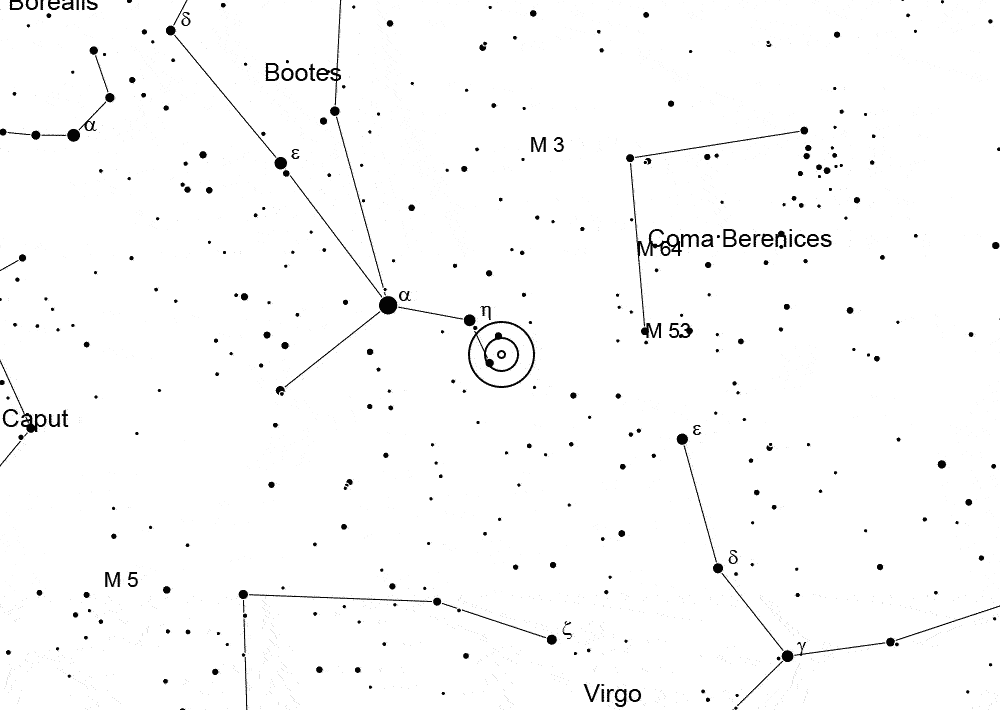 Borealis
δ
Bootes
α
ε
M 3
Coma Berenices
M 64
α
η
M 53
Caput
ε
M 5
δ
ζ
γ
Virgo